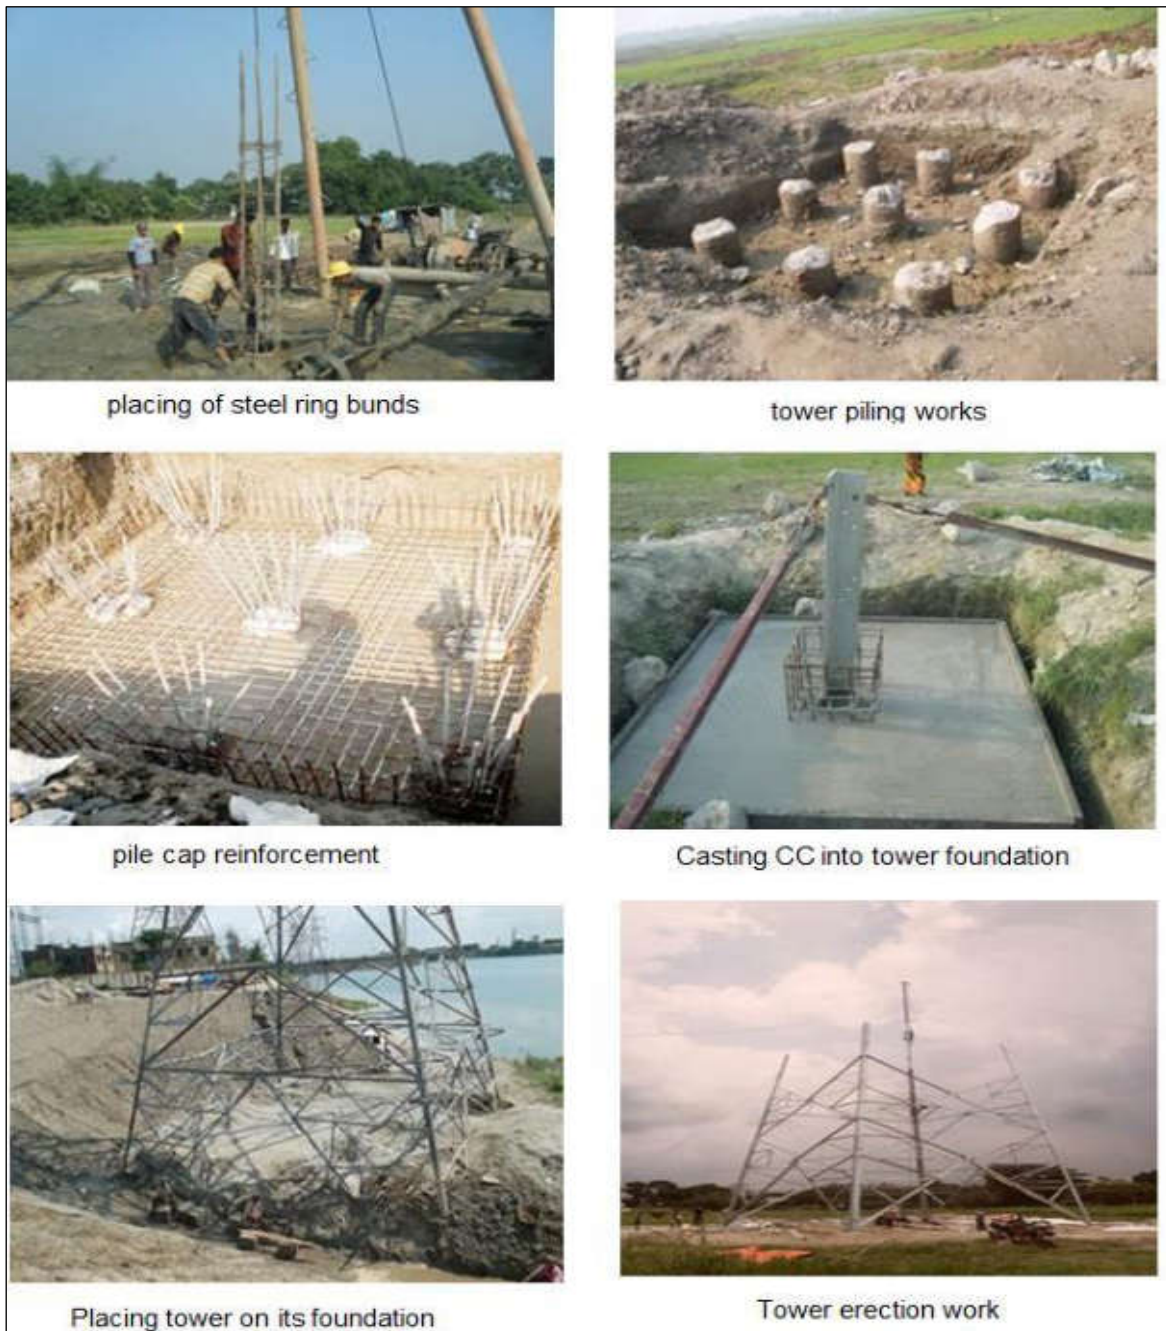 placing of steel ring bunds
tower piling works
pile cap reinforcement
Casting CC into tower foundation
Placing tower on its foundation
Tower erection work